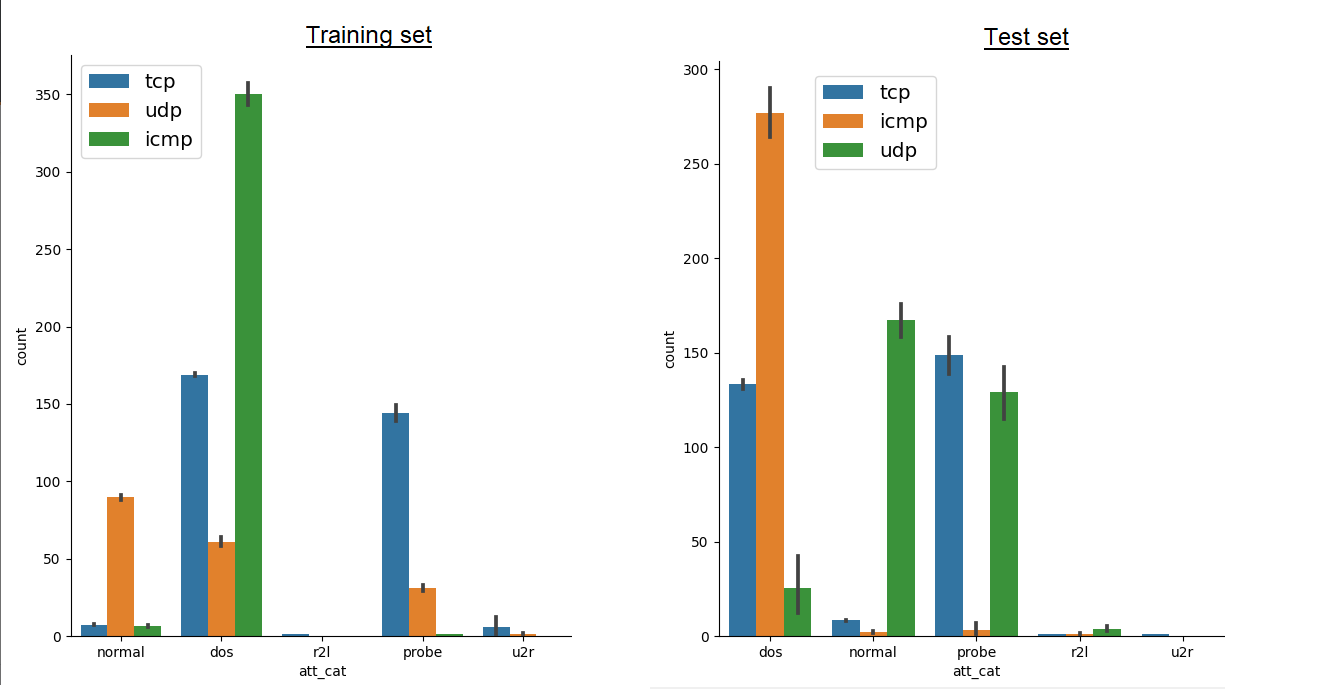 Training set
tcp
udp
icmp
350
300
250
200
150
100
50
0
count
normal dos r2l probe u2r
att_cat
Test set
tcp
icmp
udp
300
250
200
150
100
50
0
count
dos normal probe r2l u2r
att_cat